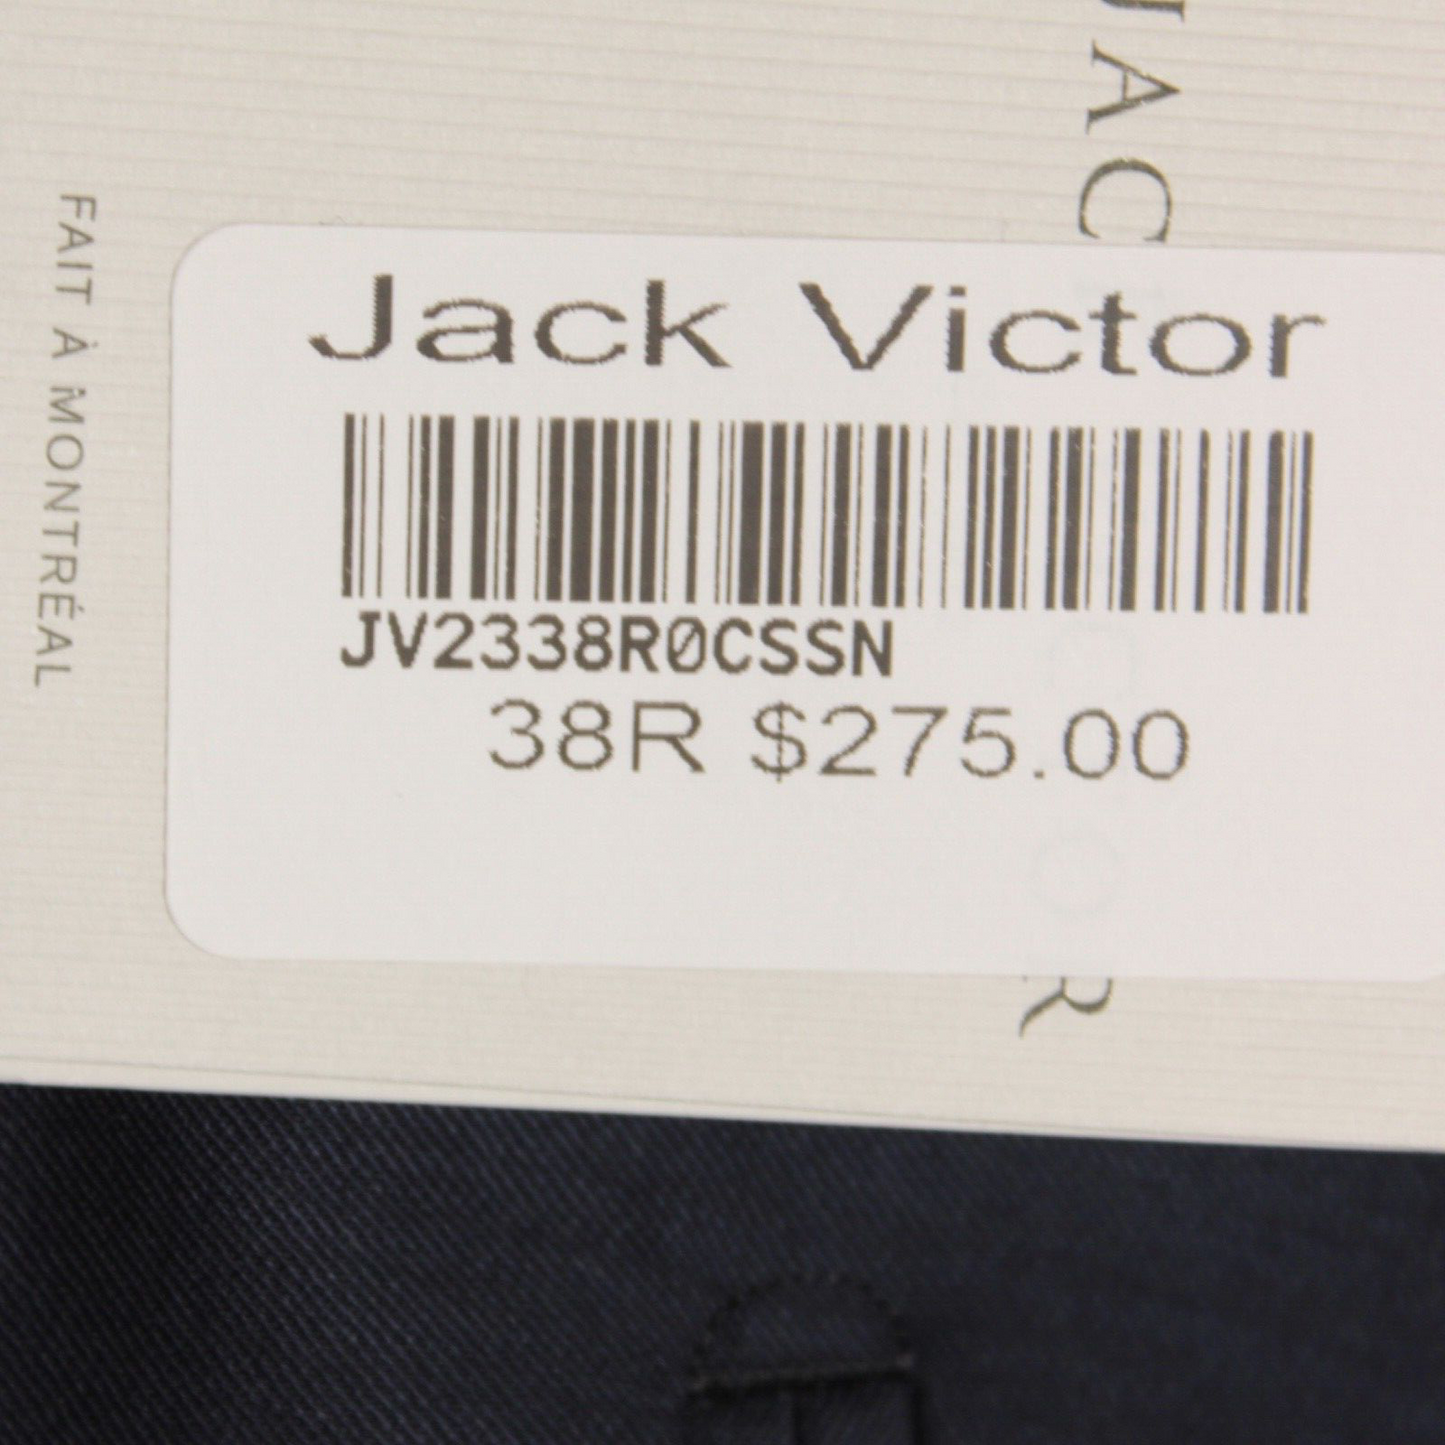 Jack Victor
JV2338R0CSSN
38R $275.00
FAIT À MONTRÉAL